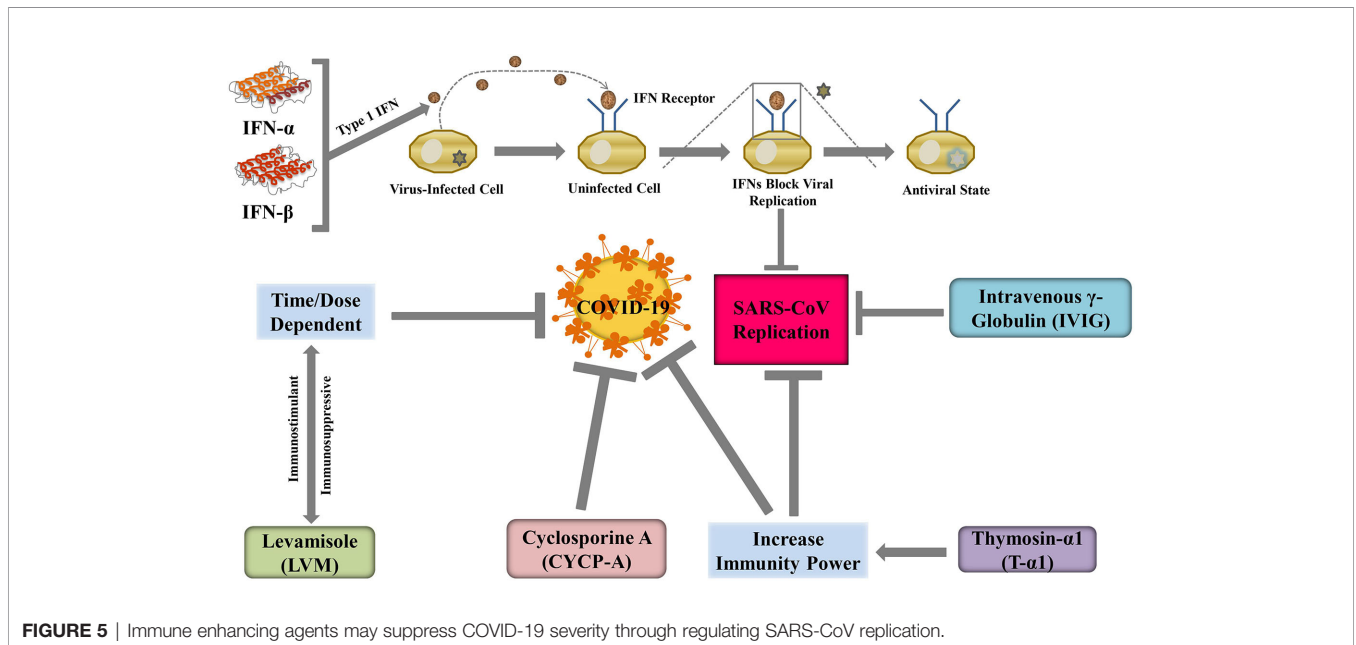 IFN-α
IFN-β
Type 1 IFN
IFN Receptor
Virus-Infected Cell
Uninfected Cell
IFNs Block Viral
Replication
Antiviral State
Time/Dose
Dependent
COVID-19
SARS-CoV
Replication
Intravenous γ-
Globulin (IVIG)
Immunostimulant
Immunosuppressive
Levamisole
(LVM)
Cyclosporine A
(CYCP-A)
Increase
Immunity Power
Thymosin-α1
(T-α1)
FIGURE 5 | Immune enhancing agents may suppress COVID-19 severity through regulating SARS-CoV replication.